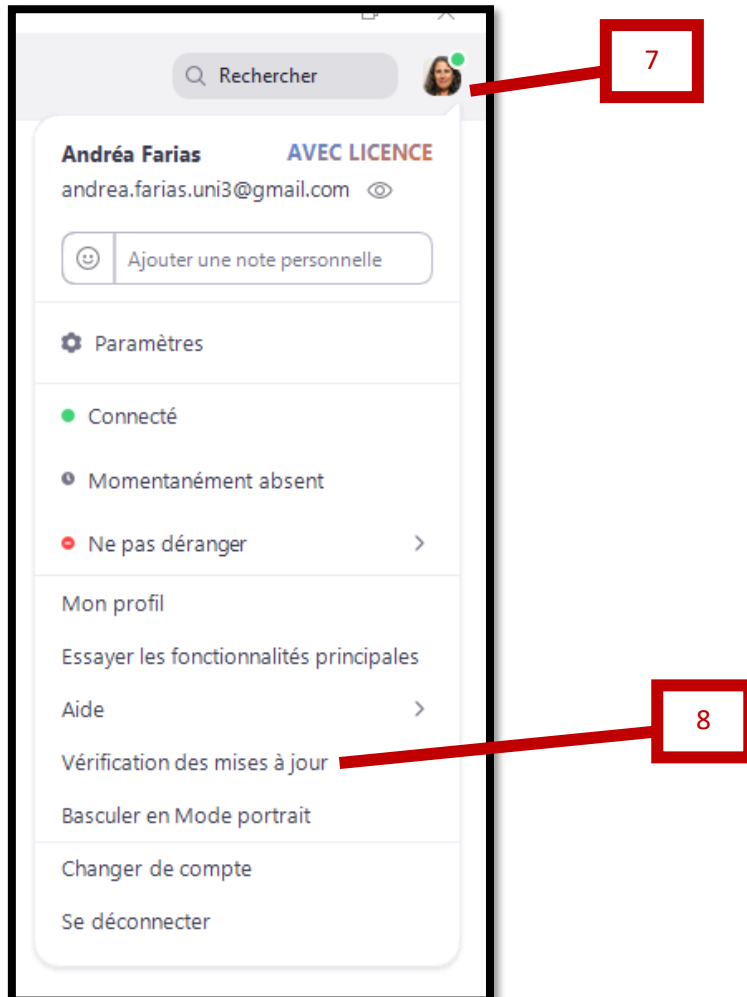 Rechercher
7
Andréa Farias AVEC LICENCE
andrea.farias.uni3@gmail.com
Ajouter une note personnelle
Paramètres
Connecté
Momentanément absent
Ne pas déranger
Mon profil
Essayer les fonctionnalités principales
Aide
8
Vérification des mises à jour
Basculer en Mode portrait
Changer de compte
Se déconnecter